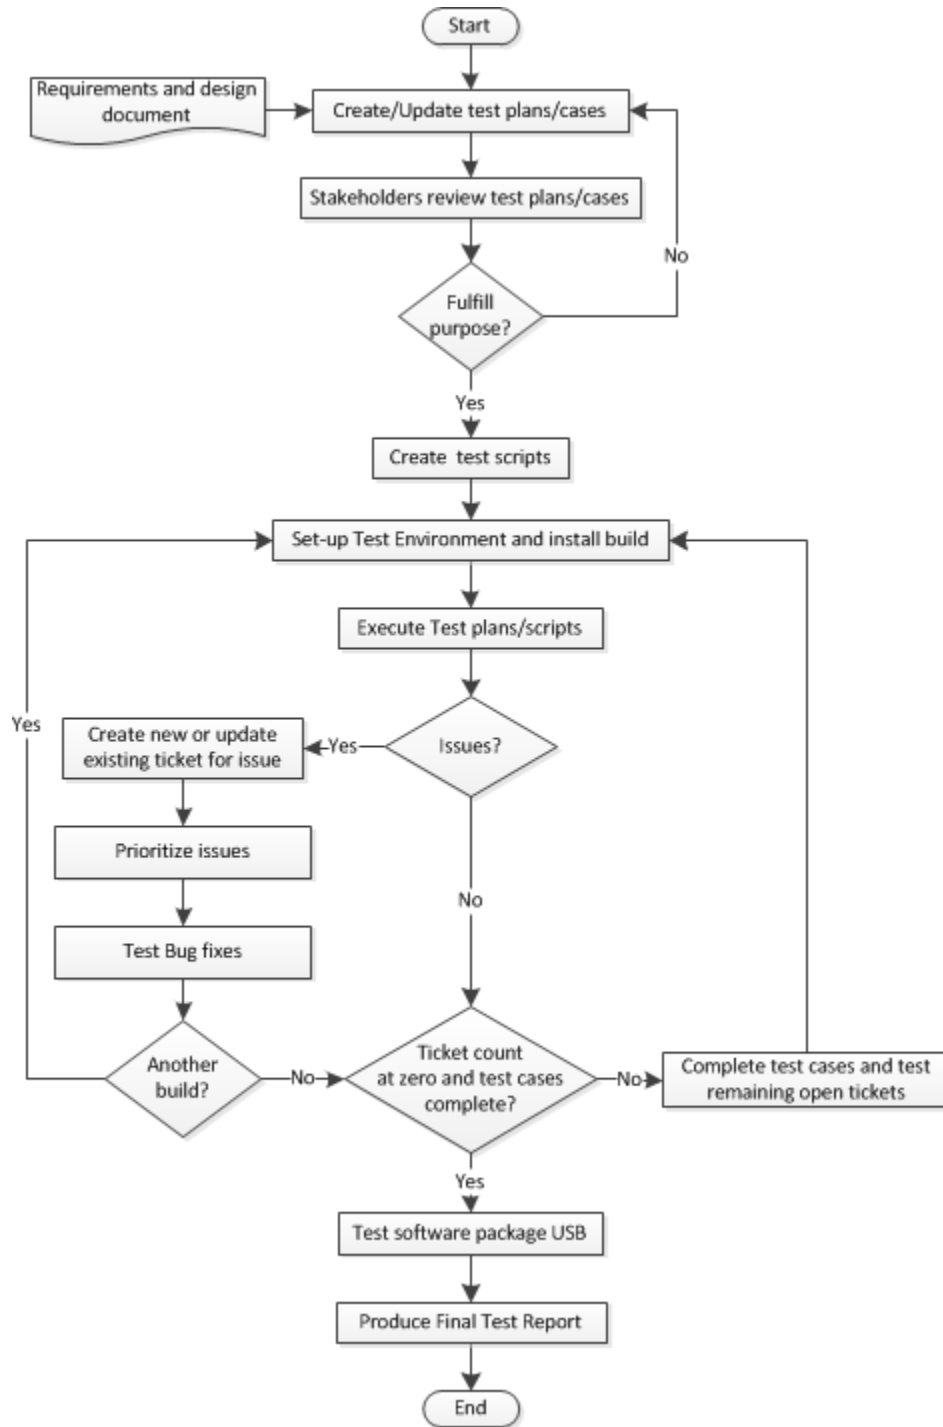 Start
Requirements and design
document
Create/Update test plans/cases
Stakeholders review test plans/cases
No
Fulfill
purpose?
Yes
Create test scripts
Set-up Test Environment and install build
Execute Test plans/scripts
Yes
Create new or update
existing ticket for issue
Yes
Issues?
Prioritize issues
No
Test Bug fixes
Another
build?
No
Ticket count
at zero and test cases
complete?
No
Complete test cases and test
remaining open tickets
Yes
Test software package USB
Produce Final Test Report
End